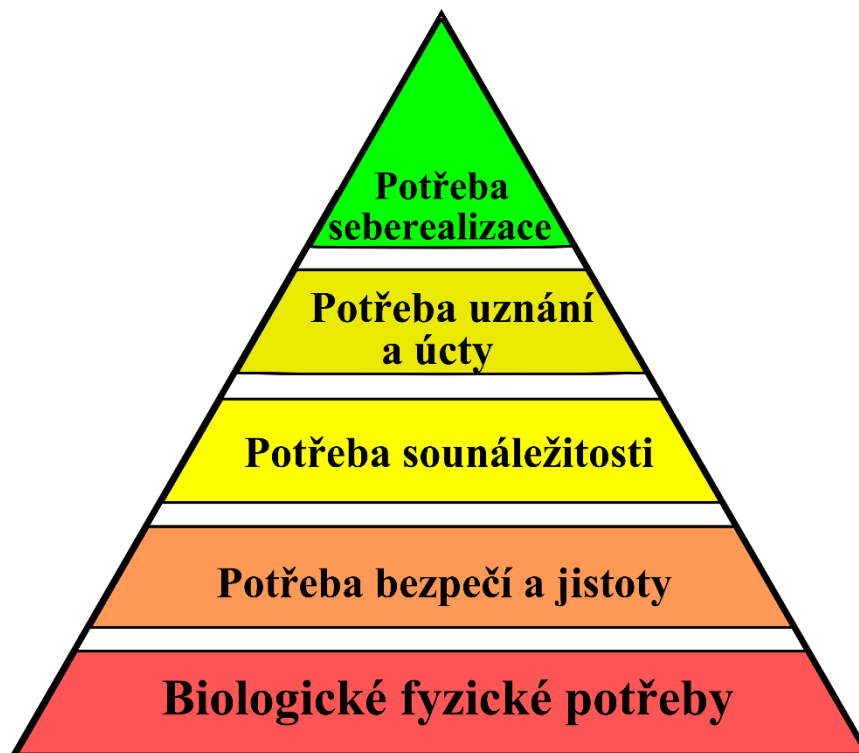 Potřeba
seberealizace
Potřeba uznání
a úcty
Potřeba sounáležitosti
Potřeba bezpečí a jistoty
Biologické fyzické potřeby